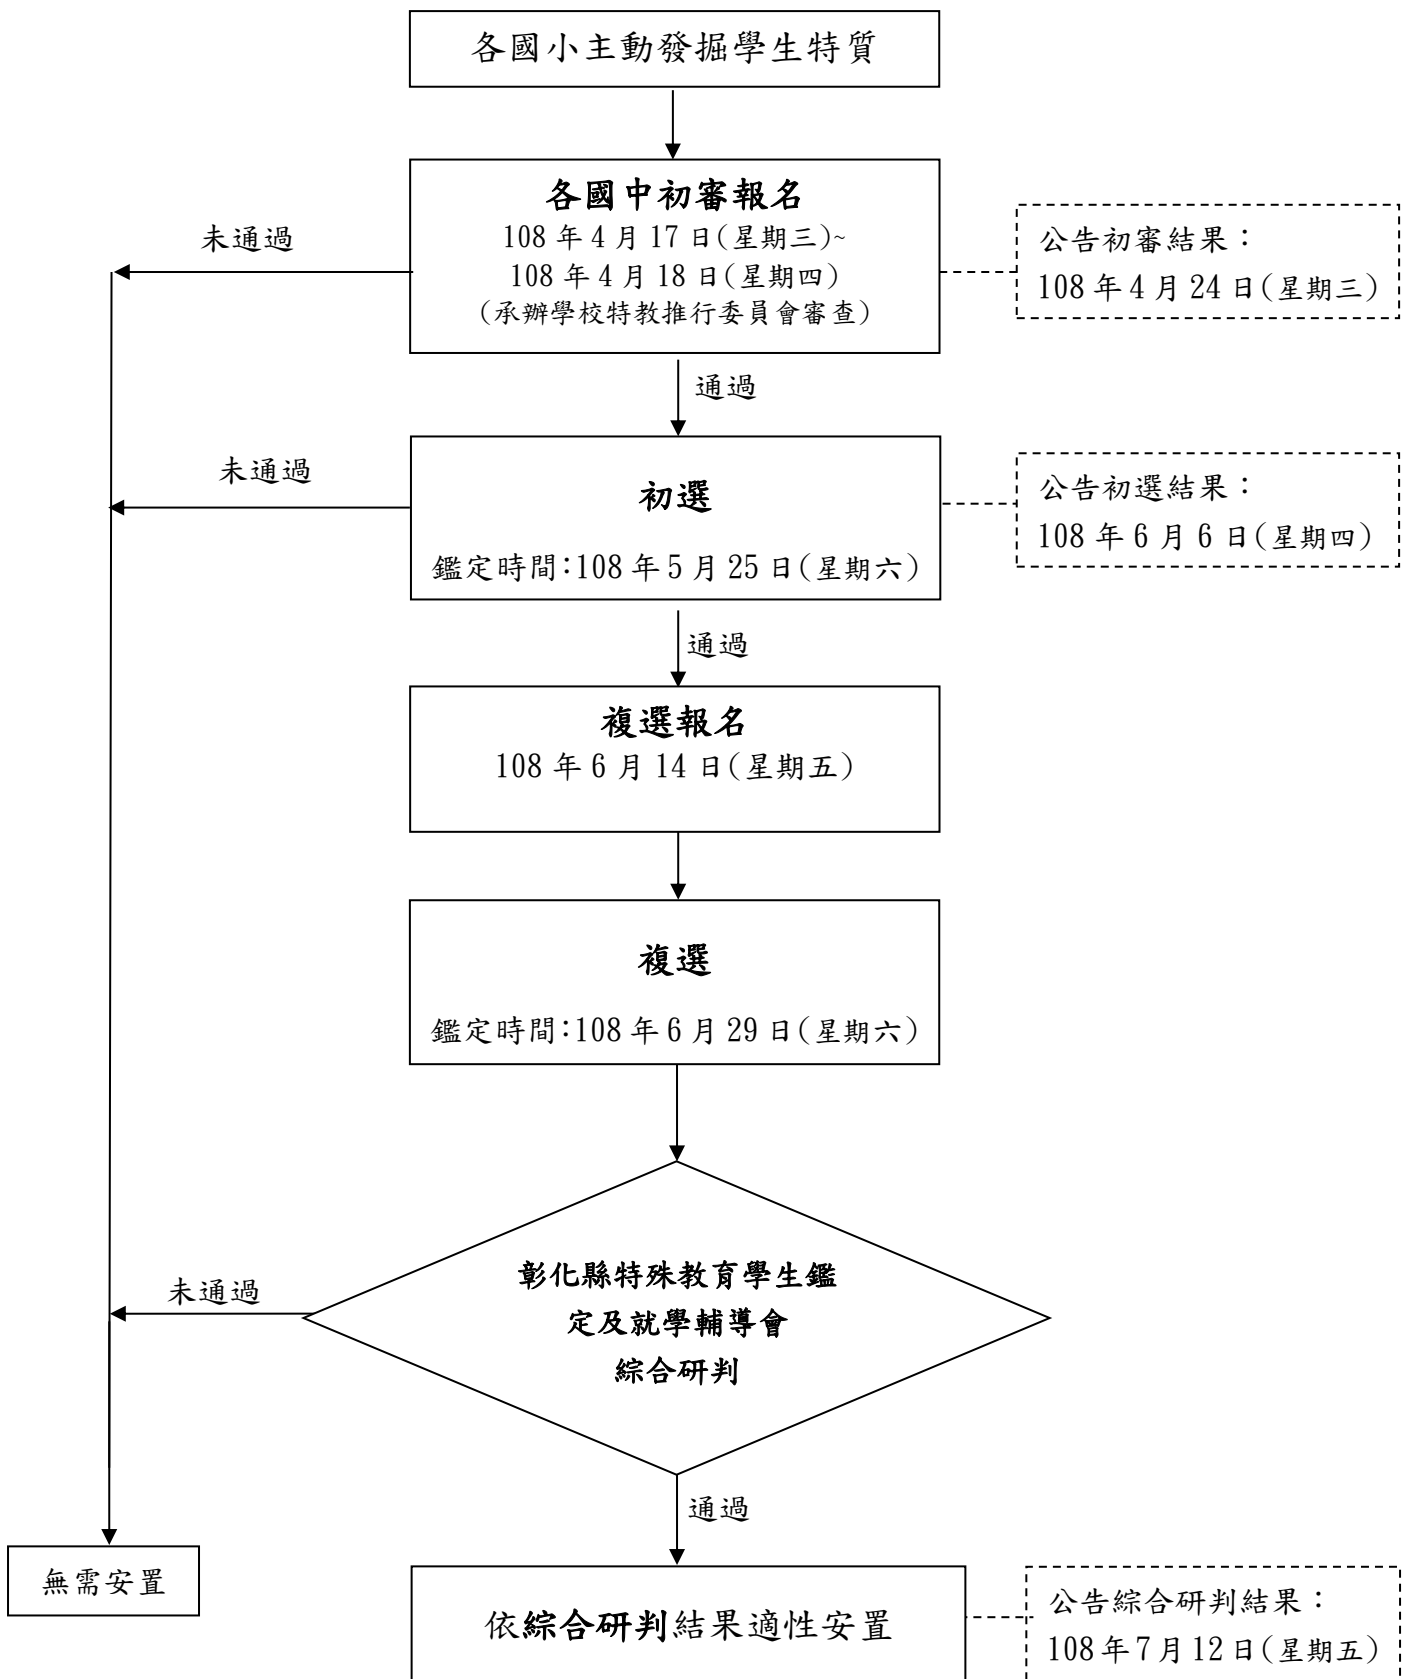 各國小主動發掘學生特質
各國中初審報名
108 年 4 月 17 日(星期三)~
108 年 4 月 18 日(星期四)
(承辦學校特教推行委員會審查)
未通過
公告初審結果：
108 年 4 月 24 日(星期三)
通過
未通過
初選
鑑定時間:108 年 5 月 25 日(星期六)
公告初選結果：
108 年 6 月 6 日(星期四)
通過
複選報名
108 年 6 月 14 日(星期五)
複選
鑑定時間:108 年 6 月 29 日(星期六)
未通過
彰化縣特殊教育學生鑑
定及就學輔導會
綜合研判
通過
無需安置
依綜合研判結果適性安置
公告綜合研判結果：
108 年 7 月 12 日(星期五)